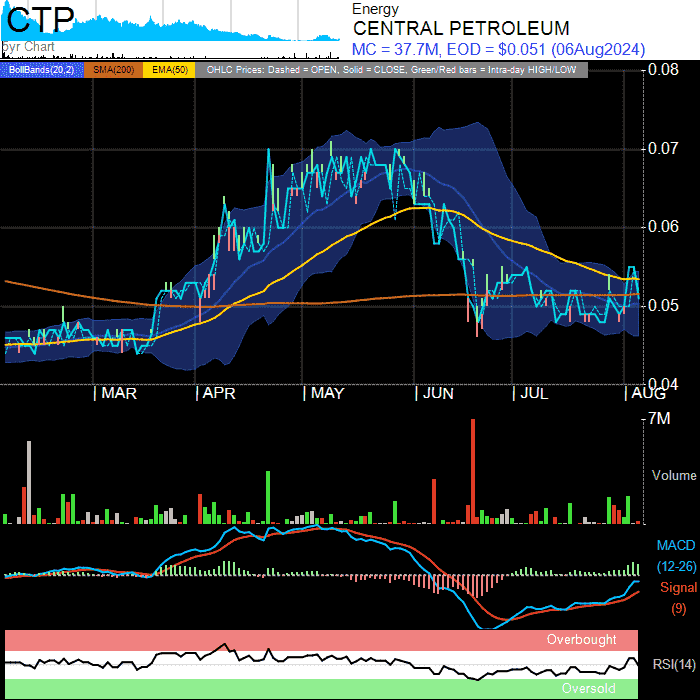 CTP
byr Chart
Energy
CENTRAL PETROLEUM
MC = 37.7M, EOD = $0.051 (06Aug2024)
BollBands(20,2) SMA(200) EMA(50) OHLC Prices: Dashed = OPEN, Solid = CLOSE, Green/Red bars = Intra-day HIGH/LOW
0.08
0.07
0.06
0.05
0.04
MAR APR MAY JUN JUL AUG
7M
Volume
MACD
(12-26)
Signal
(9)
Overbought
RSI(14)
Oversold